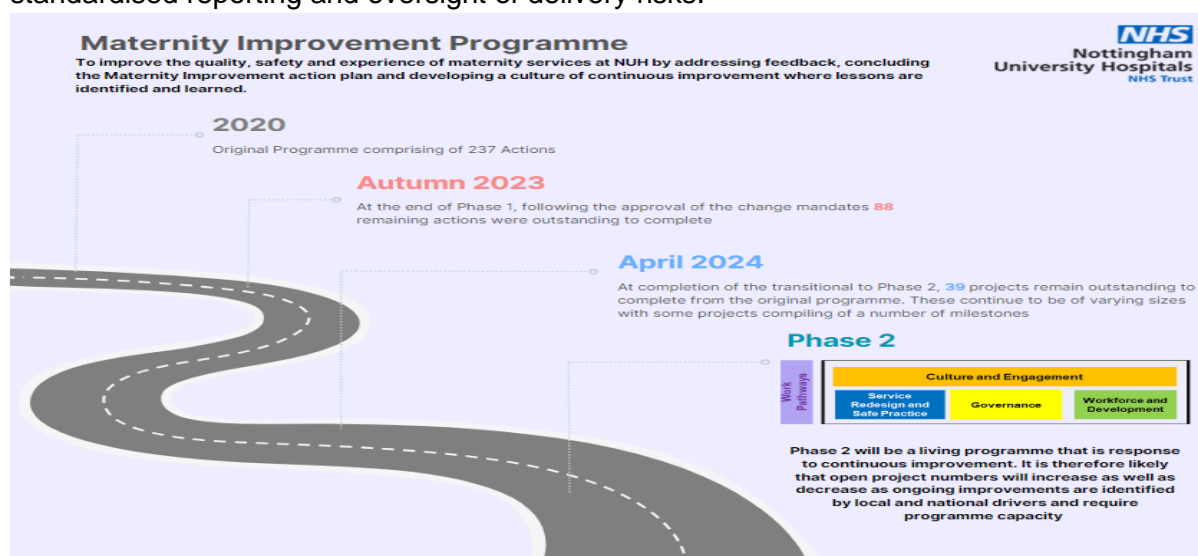 standardised reporting and oversight of delivery risks.
Maternity Improvement Programme
To improve the quality, safety and experience of maternity services at NUH by addressing feedback, concluding
the Maternity Improvement action plan and developing a culture of continuous improvement where lessons are
identified and learned.
NHS
Nottingham
University Hospitals
NHS Trust
2020
Original Programme comprising of 237 Actions
Autumn 2023
At the end of Phase 1, following the approval of the change mandates 88
remaining actions were outstanding to complete
April 2024
At completion of the transitional to Phase 2, 39 projects remain outstanding to
complete from the original programme. These continue to be of varying sizes
with some projects compiling of a number of milestones
Phase 2
Work
Pathways
Culture and Engagement
Service
Redesign and
Safe Practice
Governance
Workforce and
Development
Phase 2 will be a living programme that is response
to continuous improvement. It is therefore likely
that open project numbers will increase as well as
decrease as ongoing improvements are identified
by local and national drivers and require
programme capacity